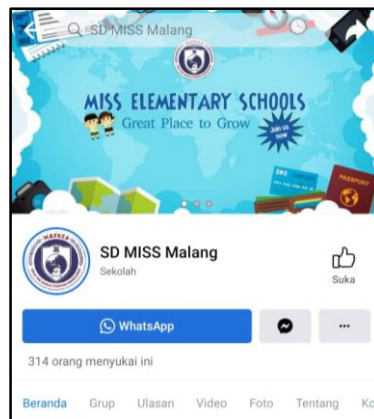 SD MISS Malang
MISS ELEMENTARY SCHOOLS
Great Place to Grow
Join us
now
PASSPORT
SD MISS Malang
Sekolah
Suka
WhatsApp
314 orang menyukai ini
Beranda Grup Ulasan Video Foto Tentang Ko